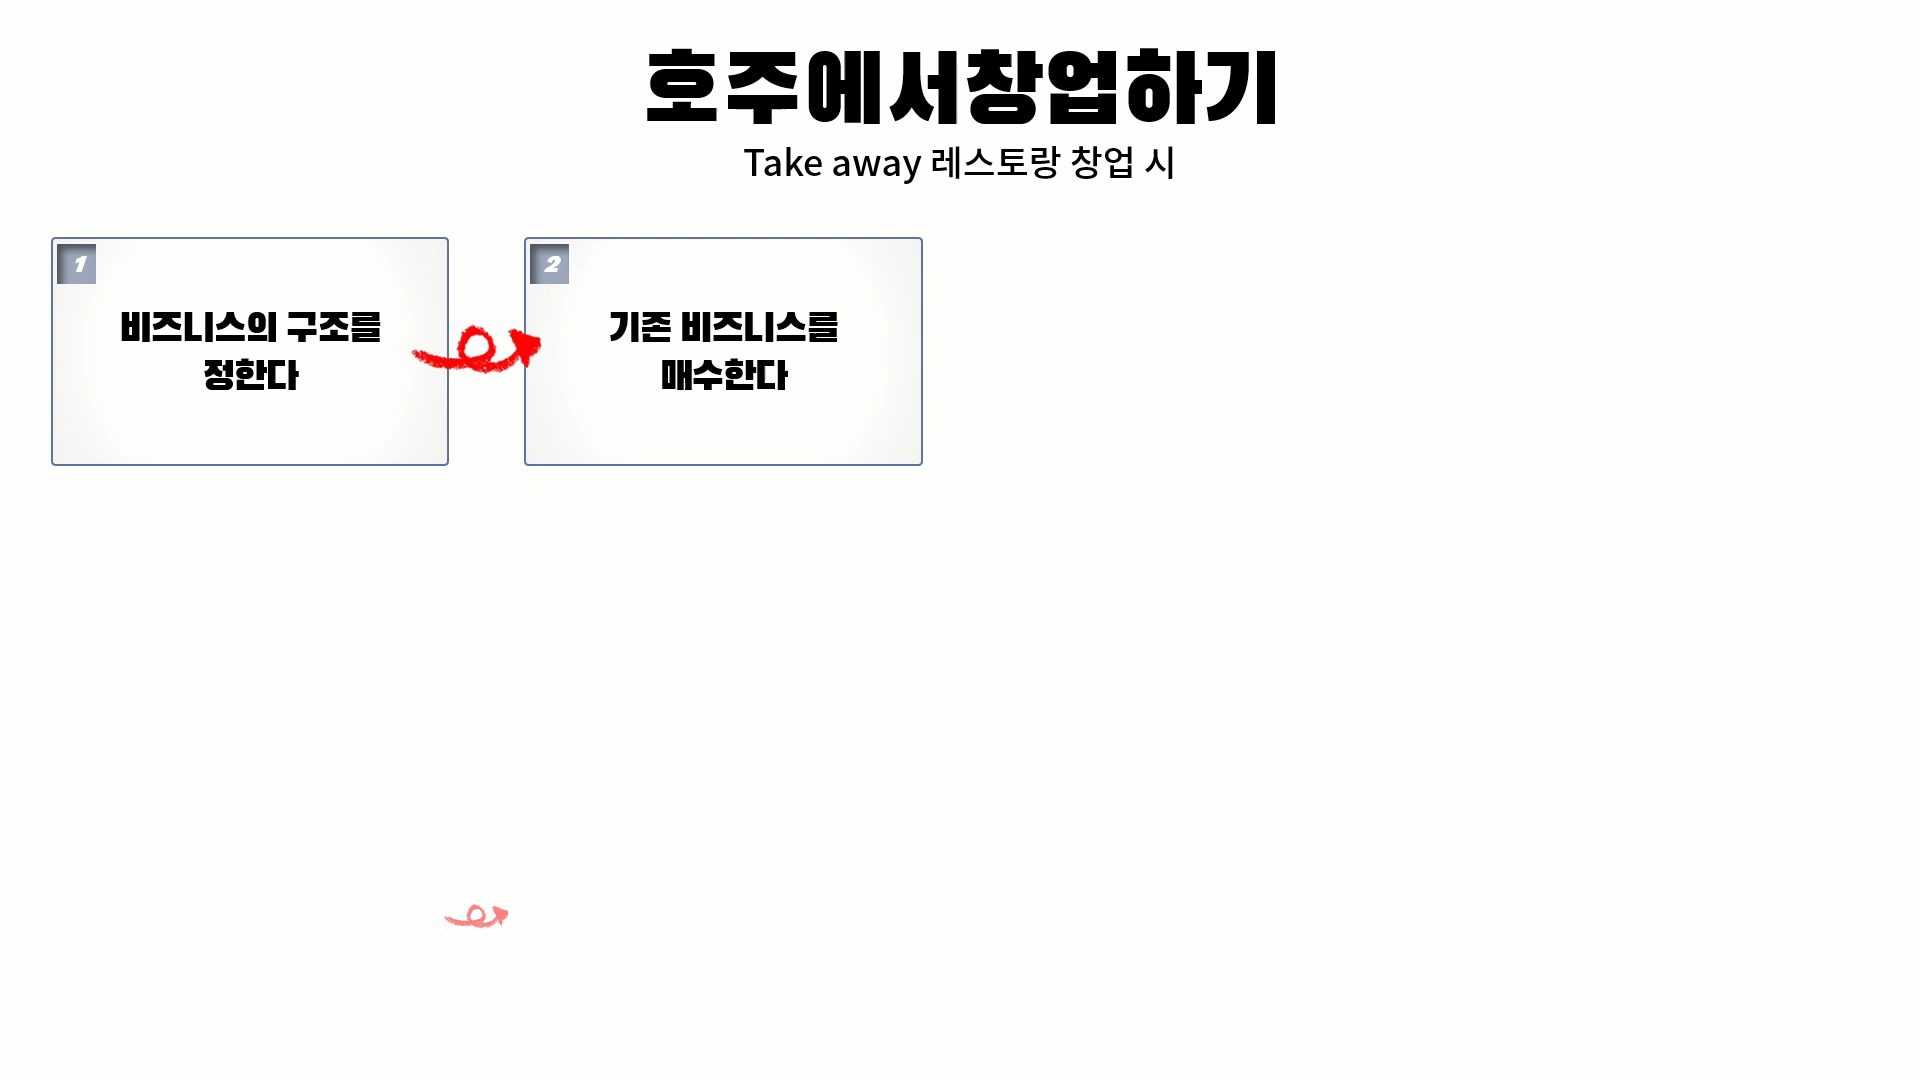 호주에서창업하기
Take away 레스토랑 창업 시
1
비즈니스의 구조를
정한다
2
기존 비즈니스를
매수한다